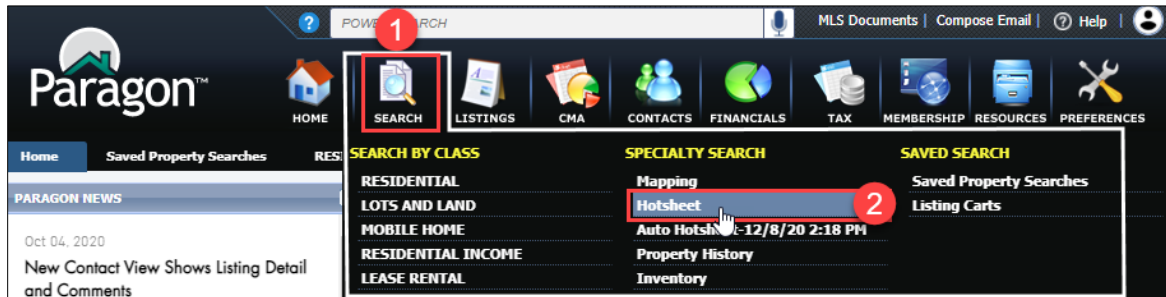 POWE RCH
MLS Documents | Compose Email | ? Help |
1
Paragon™
HOME
SEARCH
LISTINGS
CMA
CONTACTS
FINANCIALS
TAX
MEMBERSHIP
RESOURCES
PREFERENCES
Home
Saved Property Searches
RESI
SEARCH BY CLASS
RESIDENTIAL
LOTS AND LAND
MOBILE HOME
RESIDENTIAL INCOME
LEASE RENTAL
SPECIALTY SEARCH
Mapping
Hotsheet
2
Auto Hotsheet-12/8/20 2:18 PM
Property History
Inventory
SAVED SEARCH
Saved Property Searches
Listing Carts
PARAGON NEWS
Oct 04, 2020
New Contact View Shows Listing Detail
and Comments